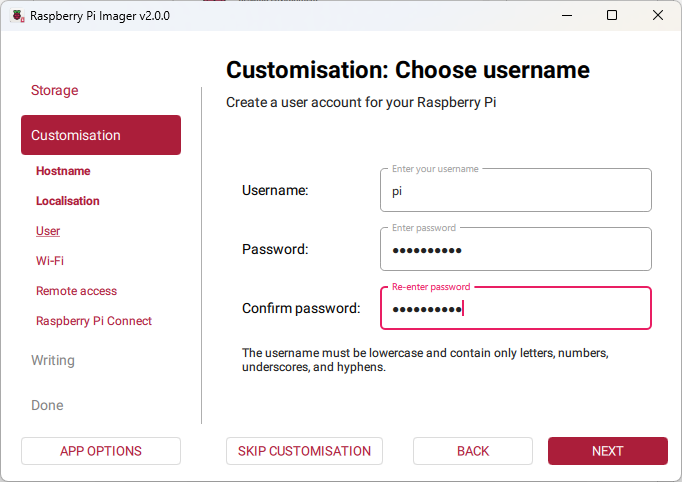 Raspberry Pi Imager v2.0.0
Storage
Customisation
Hostname
Localisation
User
Wi-Fi
Remote access
Raspberry Pi Connect
Writing
Done
APP OPTIONS
Customisation: Choose username
Create a user account for your Raspberry Pi
Username:
Enter your username
pi
Password:
Enter password
●●●●●●●●●●
Confirm password:
Re-enter password
●●●●●●●●●●
The username must be lowercase and contain only letters, numbers,
underscores, and hyphens.
SKIP CUSTOMISATION
BACK
NEXT